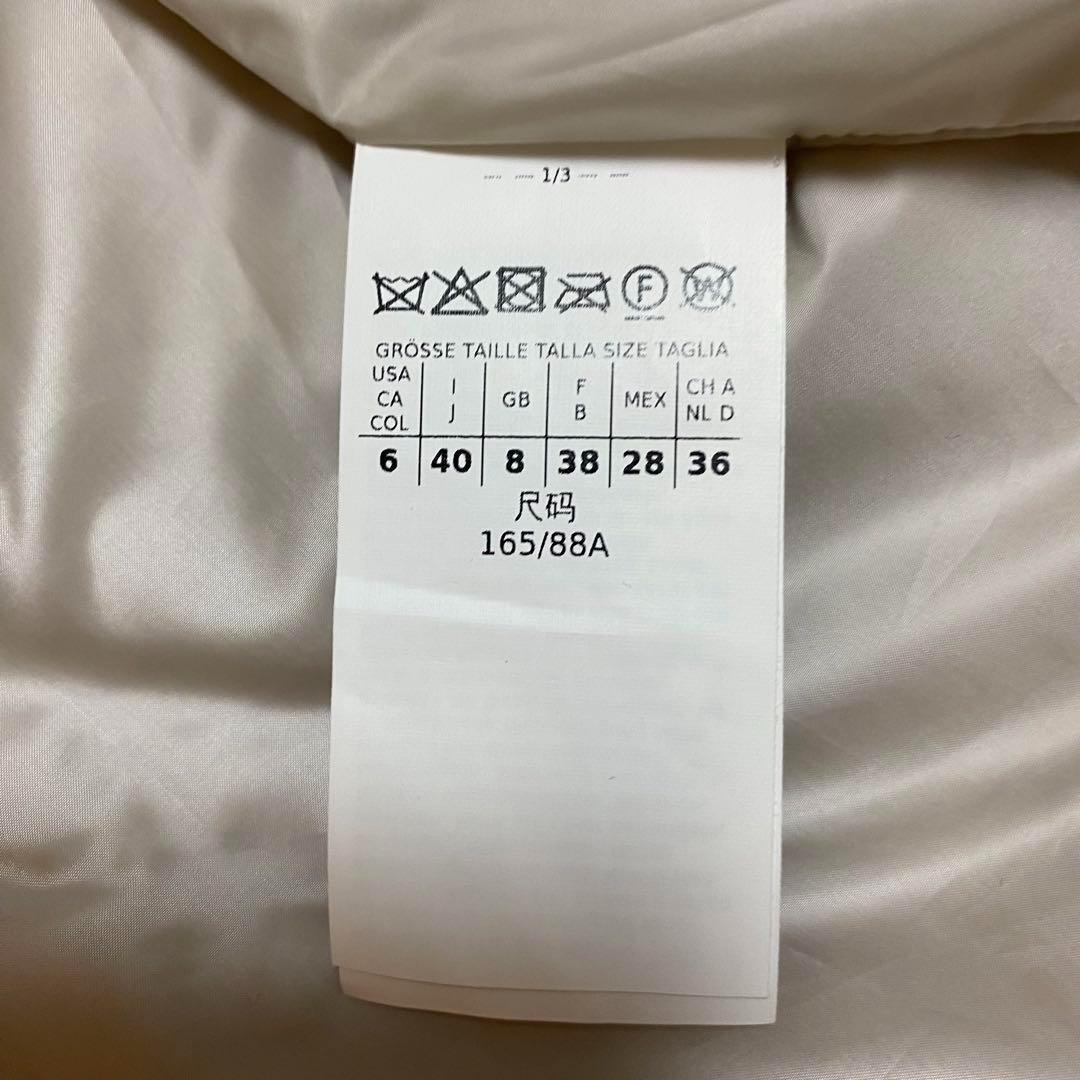 1/3
F W
GRÖSSE TAILLE TALLA SIZE TAGLIA
USA CA COL I J GB F B MEX CH A NL D
6 40 8 38 28 36
尺码
165/88A